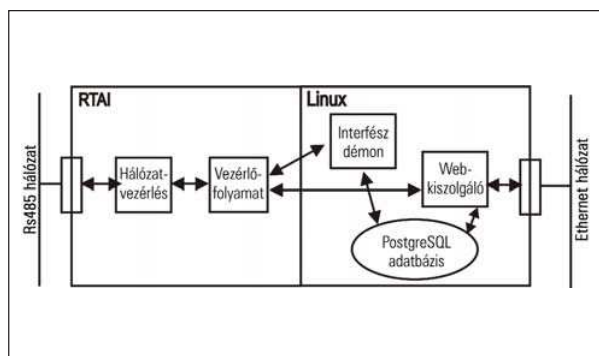 RTAI
Linux
Rs485 hálózat
Hálózat-
vezérlés
Vezérlő-
folyamat
Interfész
démon
Web-
kiszolgáló
PostgreSQL
adatbázis
Ethernet hálózat